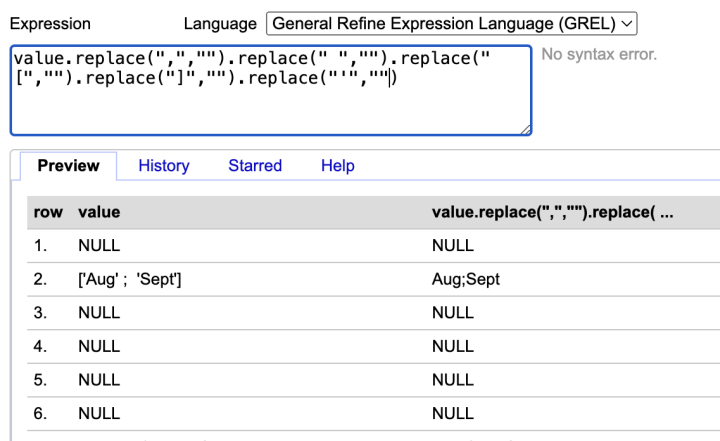 Expression Language General Refine Expression Language (GREL)
value.replace(",","").replace(" ","").replace("
[","").replace("]","").replace("'","")
No syntax error.
Preview History Starred Help
row value value.replace(",","").replace( ...
1. NULL NULL
2. ['Aug' ; 'Sept'] Aug;Sept
3. NULL NULL
4. NULL NULL
5. NULL NULL
6. NULL NULL